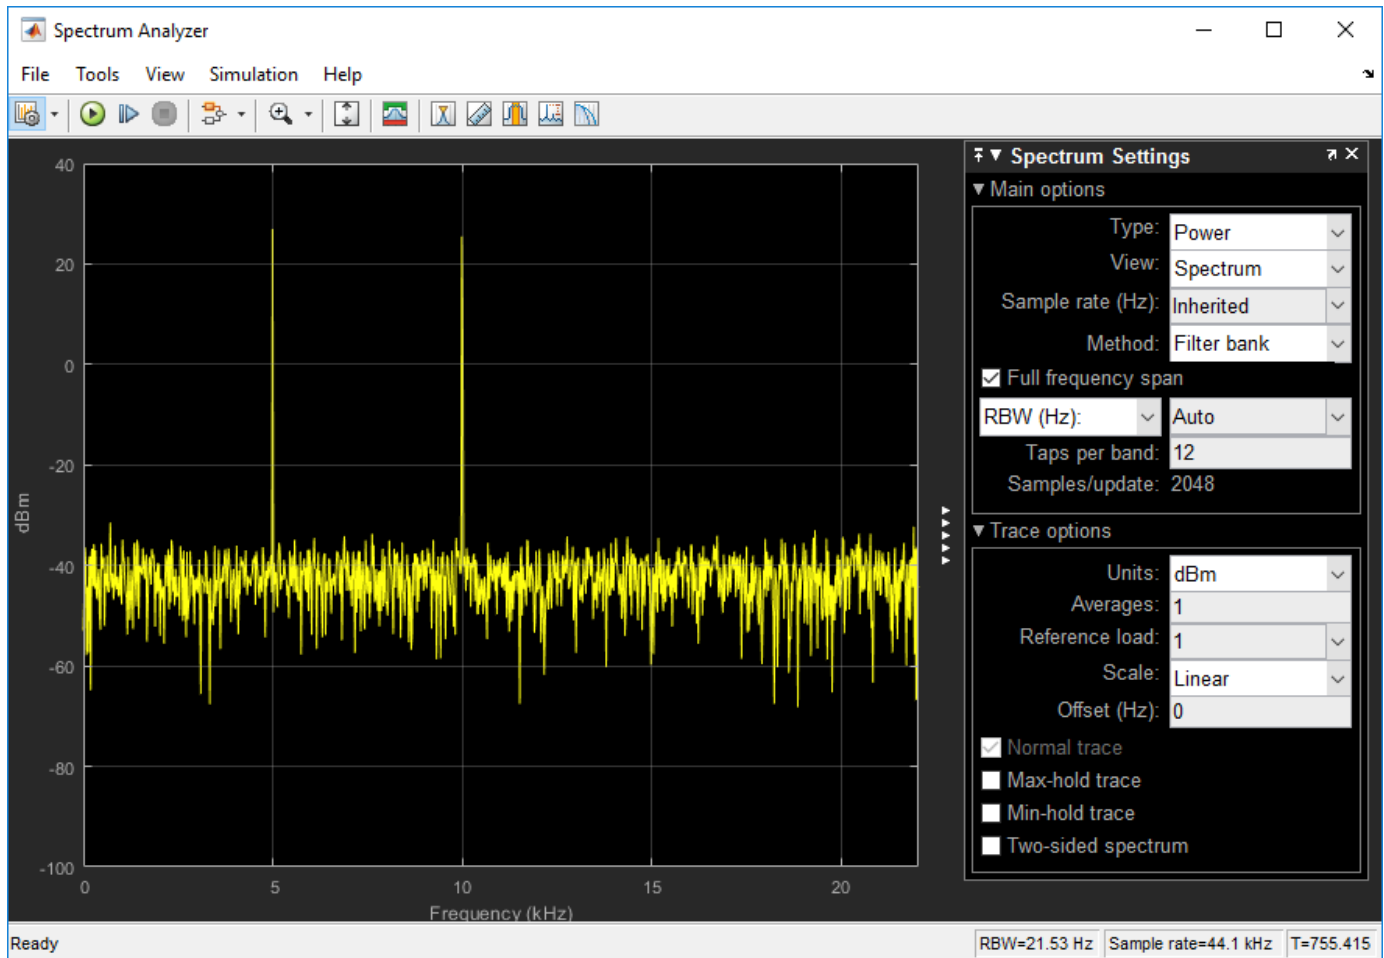 Spectrum Analyzer
File Tools View Simulation Help
Spectrum Settings
Main options
Type: Power
View: Spectrum
Sample rate (Hz): Inherited
Method: Filter bank
Full frequency span
RBW (Hz): Auto
Taps per band: 12
Samples/update: 2048
Trace options
Units: dBm
Averages: 1
Reference load: 1
Scale: Linear
Offset (Hz): 0
Normal trace
Max-hold trace
Min-hold trace
Two-sided spectrum
40
20
0
-20
-40
-60
-80
-100
dBm
0 5 10 15 20
Frequency (kHz)
Ready RBW=21.53 Hz Sample rate=44.1 kHz T=755.415